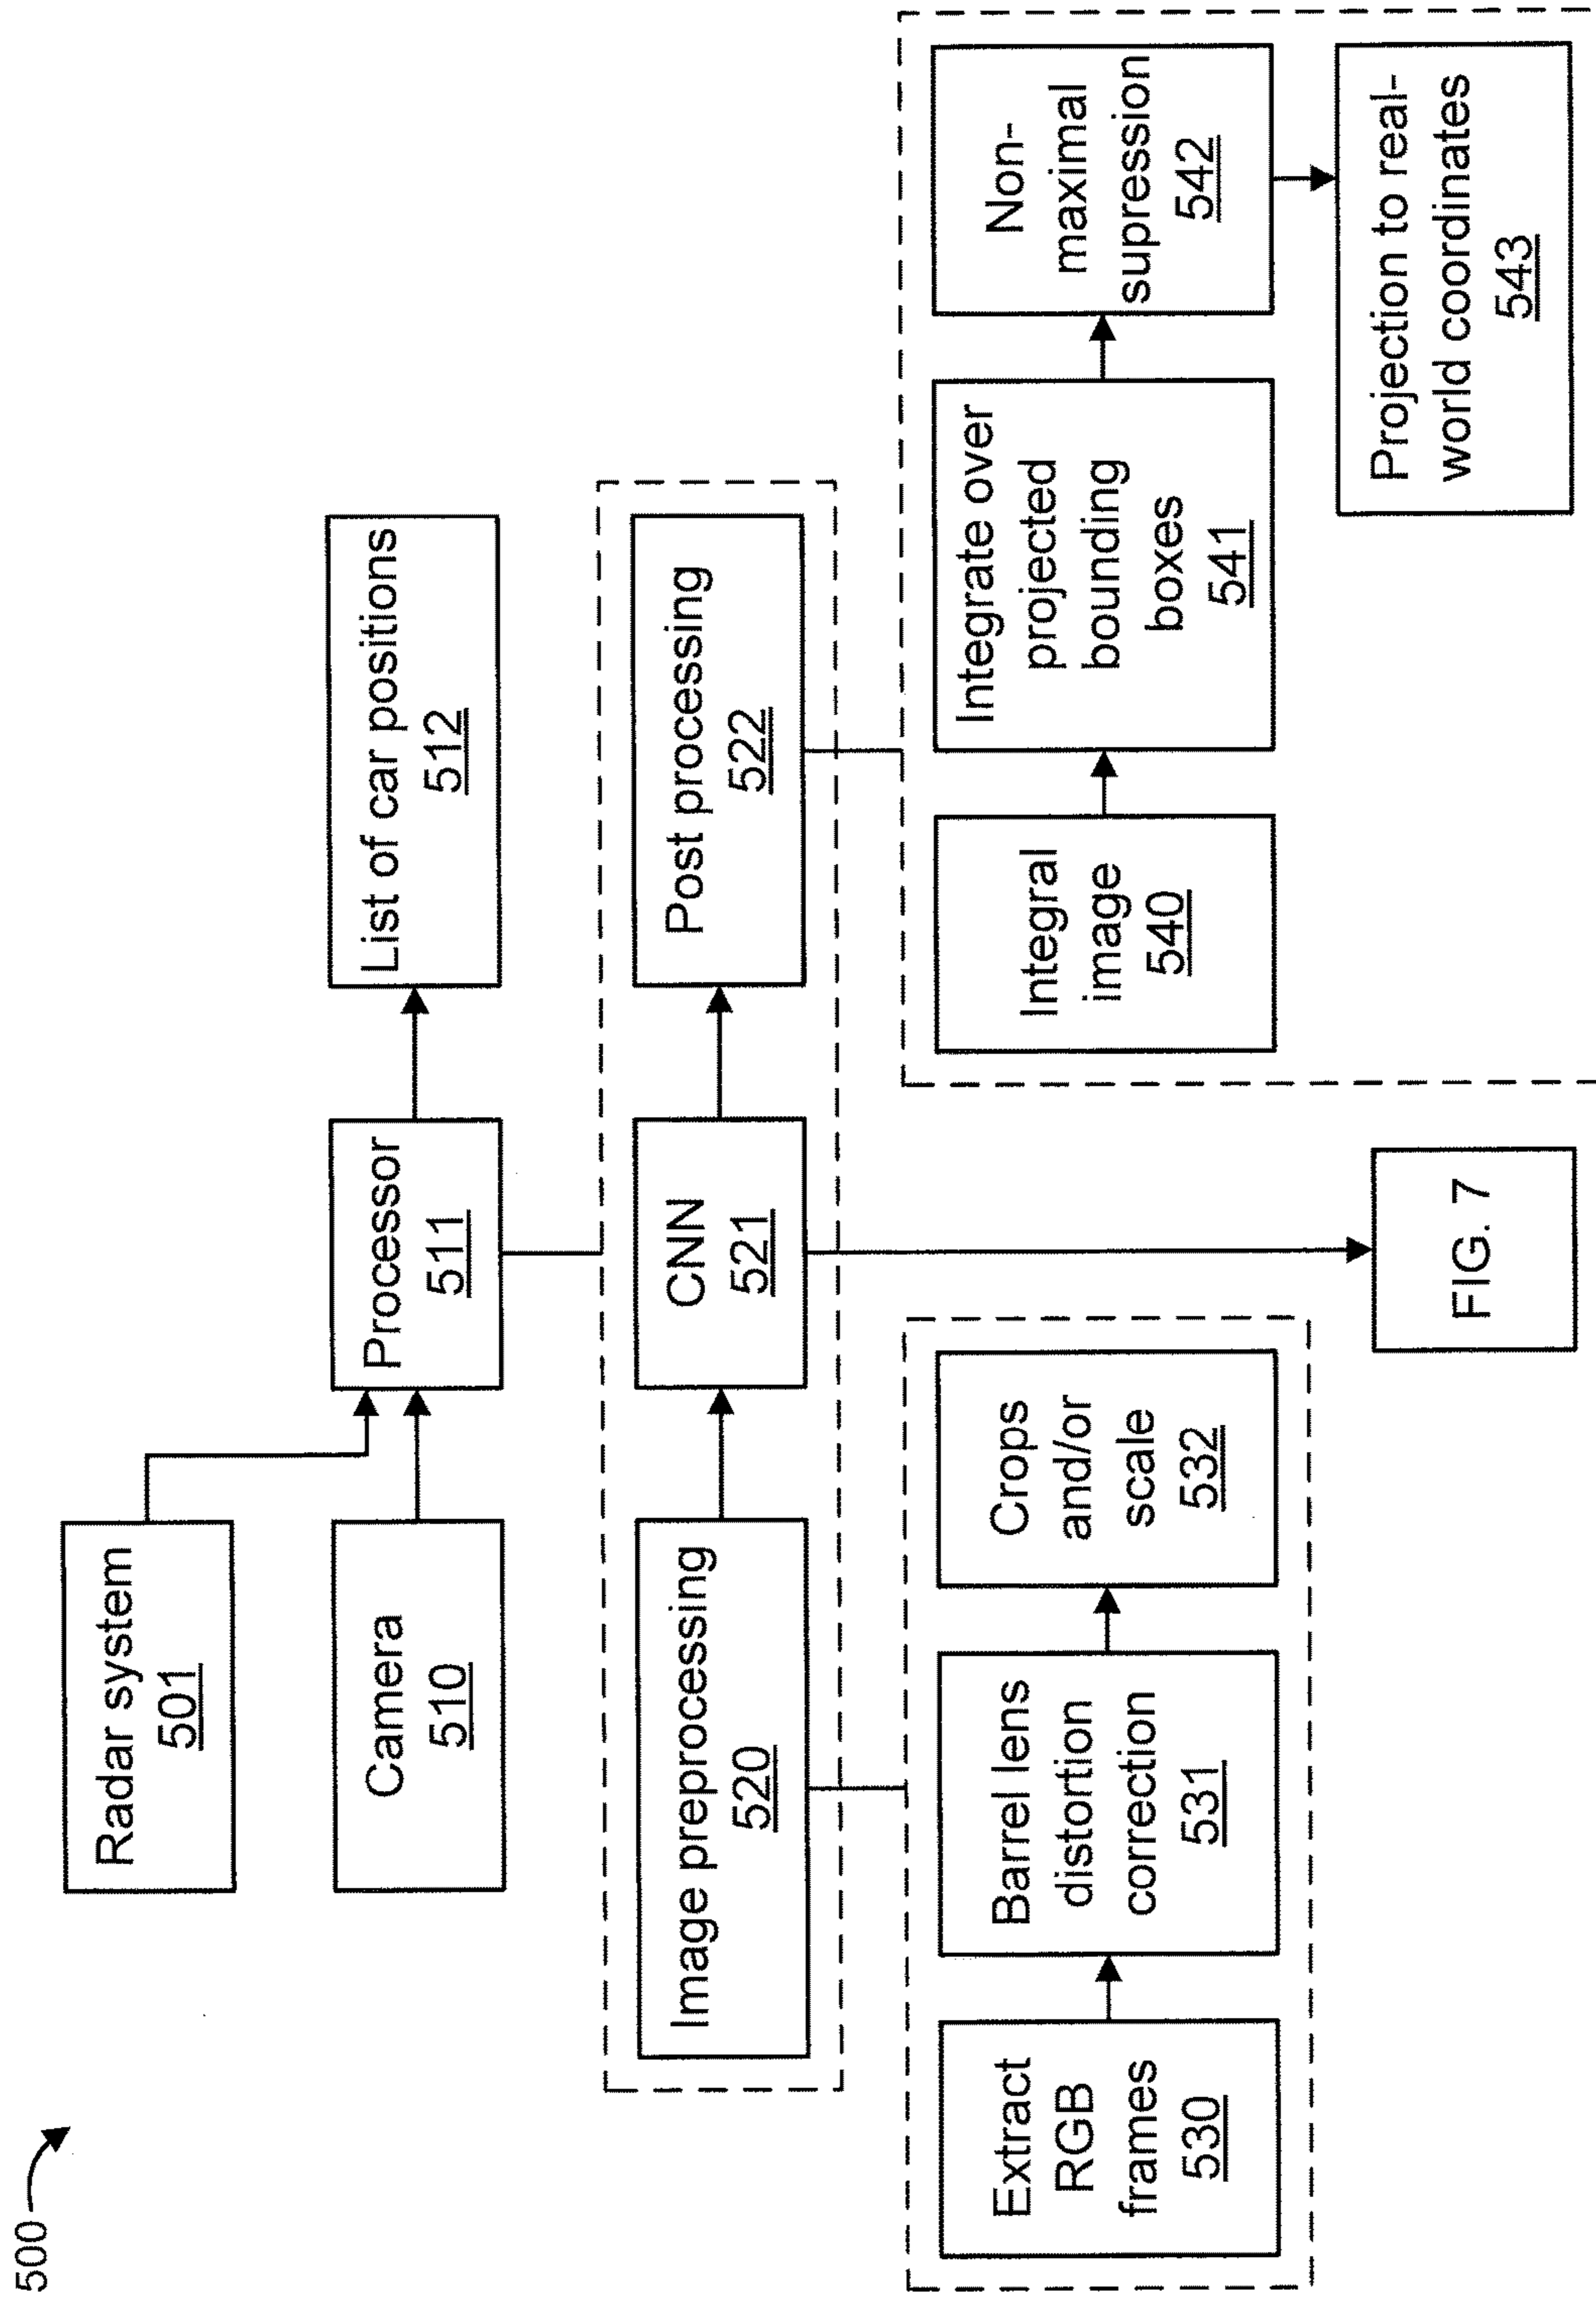 500
Radar system
501
Camera
510
Processor
511
List of car positions
512
Image preprocessing
520
CNN
521
Post processing
522
Extract
RGB
frames
530
Barrel lens
distortion
correction
531
Crops
and/or
scale
532
FIG. 7
Integral
image
540
Integrate over
projected
bounding
boxes
541
Non-
maximal
supression
542
Projection to real-
world coordinates
543